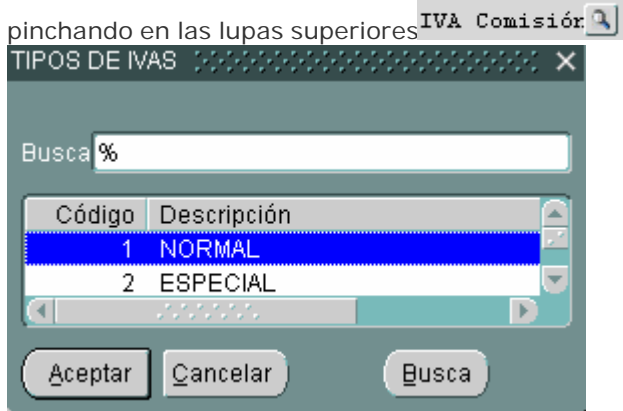 pinchando en las lupas superiores IVA Comisión
TIPOS DE IVAS
Busca %
Código Descripción
1 NORMAL
2 ESPECIAL
Aceptar Cancelar Busca